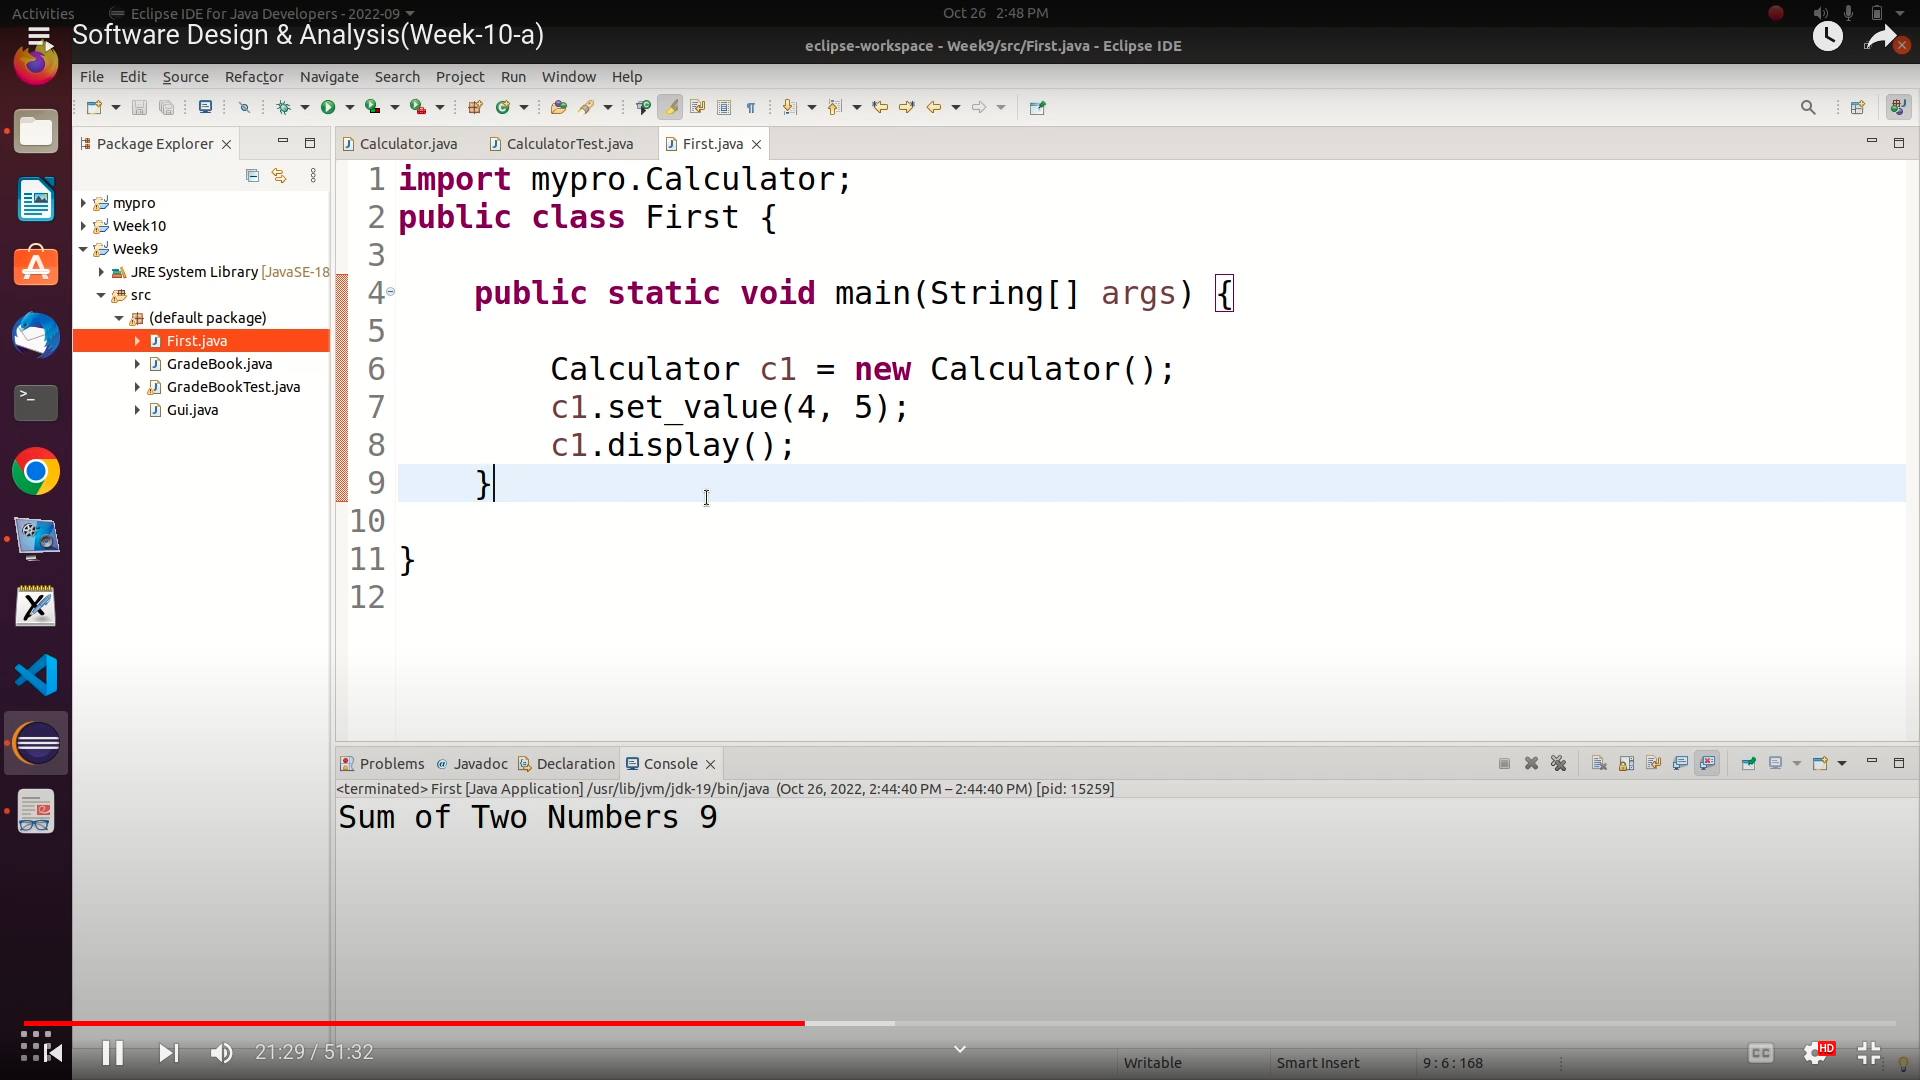 Activities
Eclipse IDE for Java Developers - 2022-09
Oct 26 2:48 PM
Software Design & Analysis(Week-10-a)
eclipse-workspace - Week9/src/First.java - Eclipse IDE
File Edit Source Refactor Navigate Search Project Run Window Help
Package Explorer
Calculator.java
CalculatorTest.java
First.java
mypro
Week10
Week9
JRE System Library [JavaSE-18
src
(default package)
First.java
GradeBook.java
GradeBookTest.java
Gui.java
1 import mypro.Calculator;
2 public class First {
3
4 public static void main(String[] args) {
5
6 Calculator c1 = new Calculator();
7 c1.set_value(4, 5);
8 c1.display();
9 }
10
11 }
12
Problems @ Javadoc Declaration Console
<terminated> First [Java Application] /usr/lib/jvm/jdk-19/bin/java (Oct 26, 2022, 2:44:40 PM – 2:44:40 PM) [pid: 15259]
Sum of Two Numbers 9
21:29 / 51:32
CC
HD
Writable
Smart Insert
9 : 6 : 168